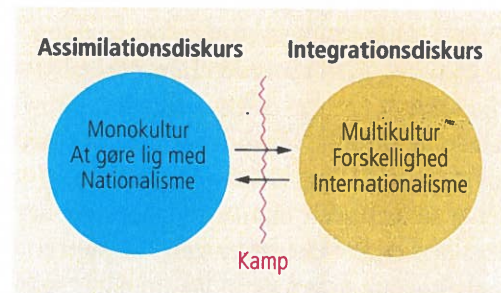 Assimilationsdiskurs
Integrationsdiskurs
Monokultur
At gøre lig med
Nationalisme
Multikultur
Forskellighed
Internationalisme
Kamp